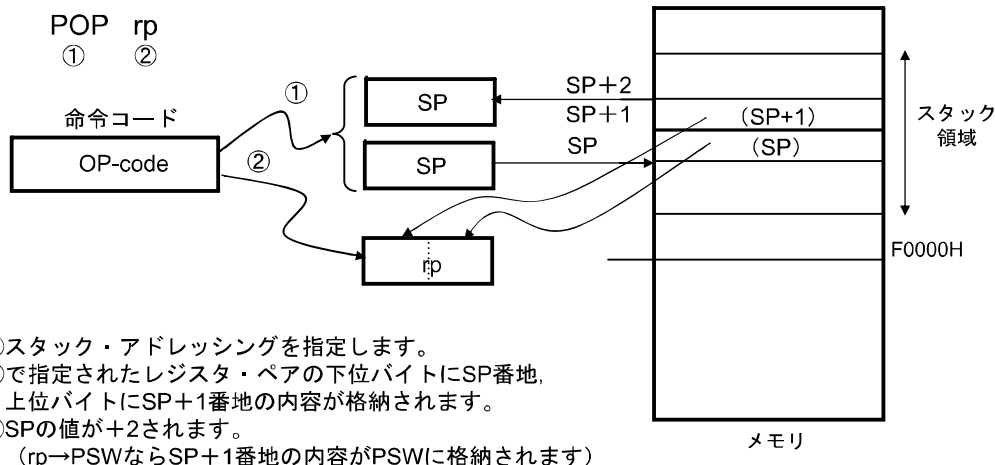 POP rp
① ②
命令コード
OP-code
①
②
SP
SP
rp
SP+2
SP+1
SP
(SP+1)
(SP)
スタック
領域
F0000H
メモリ
スタック・アドレッシングを指定します。
で指定されたレジスタ・ペアの下位バイトにSP番地,
上位バイトにSP+1番地の内容が格納されます。
SPの値が+2されます。
(rp→PSWならSP+1番地の内容がPSWに格納されます)